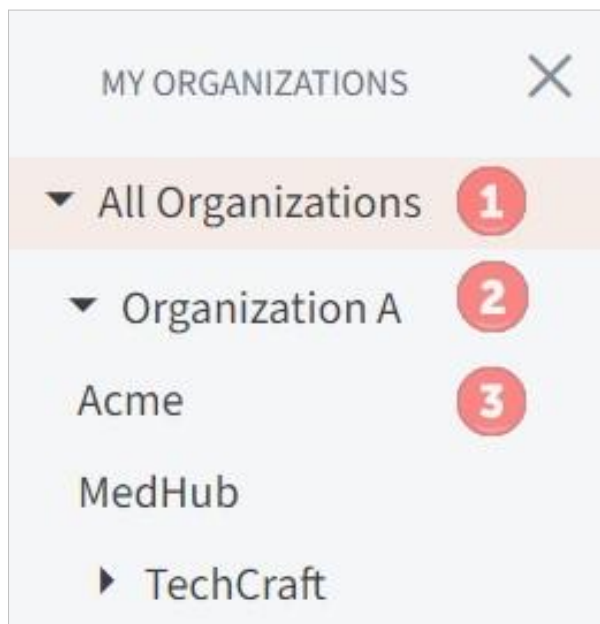 MY ORGANIZATIONS
All Organizations 1
Organization A 2
Acme 3
MedHub
TechCraft